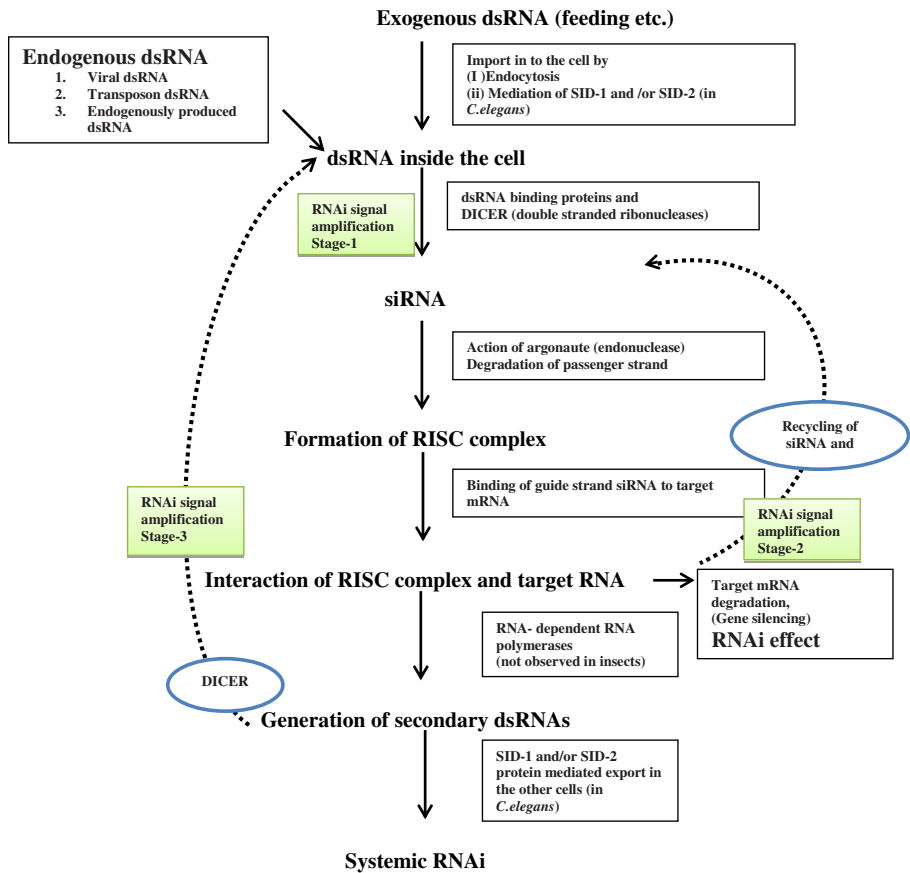 Exogenous dsRNA (feeding etc.)
Endogenous dsRNA
1. Viral dsRNA
2. Transposon dsRNA
3. Endogenously produced
dsRNA
Import in to the cell by
(I )Endocytosis
(ii) Mediation of SID-1 and /or SID-2 (in
C.elegans)
dsRNA inside the cell
RNAi signal
amplification
Stage-1
dsRNA binding proteins and
DICER (double stranded ribonucleases)
siRNA
Action of argonaute (endonuclease)
Degradation of passenger strand
Recycling of
siRNA and
Formation of RISC complex
Binding of guide strand siRNA to target
mRNA
RNAi signal
amplification
Stage-3
RNAi signal
amplification
Stage-2
Interaction of RISC complex and target RNA
Target mRNA
degradation,
(Gene silencing)
RNAi effect
RNA- dependent RNA
polymerases
(not observed in insects)
DICER
Generation of secondary dsRNAs
SID-1 and/or SID-2
protein mediated export in
the other cells (in
C.elegans)
Systemic RNAi